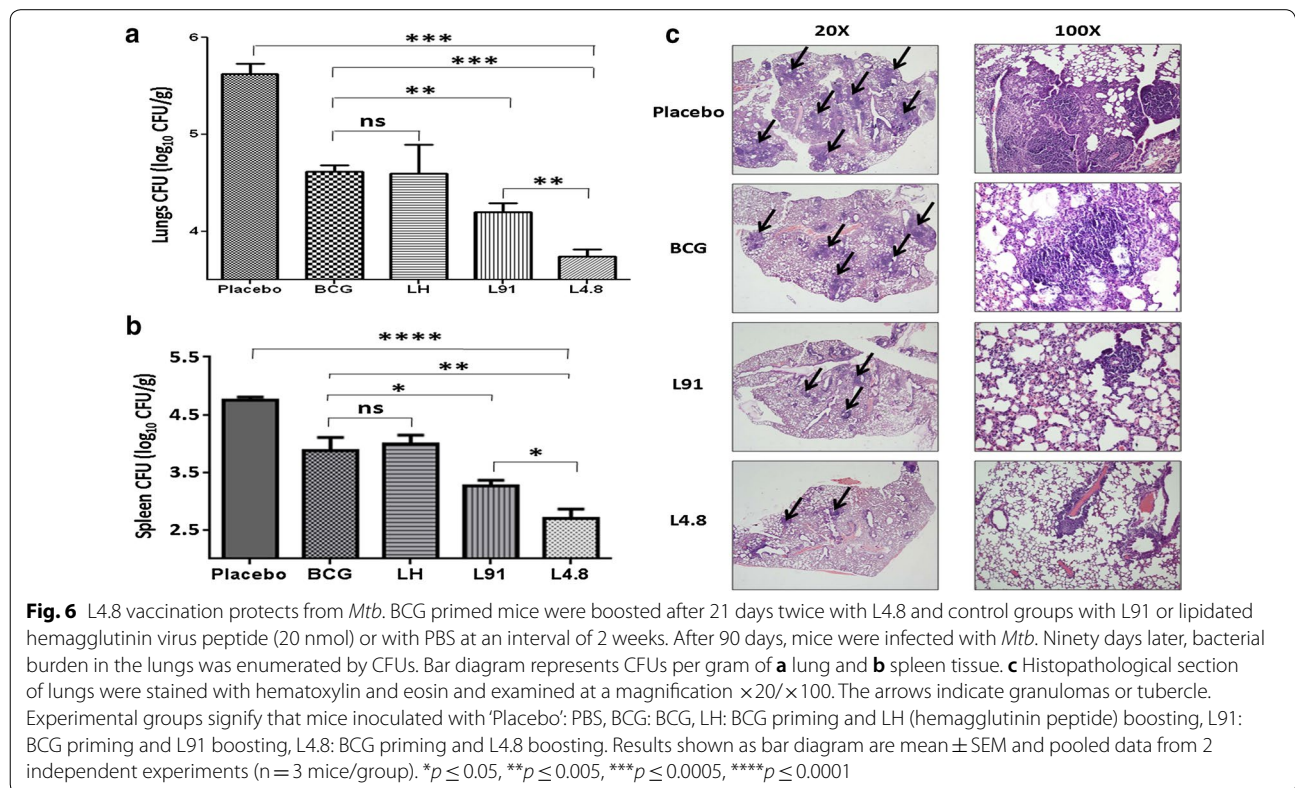 a
Lungs CFU (log₁₀ CFU/g)
6
5
4
***
***
**
ns
**
Placebo BCG LH L91 L4.8
b
Spleen CFU (log₁₀ CFU/g)
5.5
4.5
3.5
2.5
****
**
*
ns
*
Placebo BCG LH L91 L4.8
c
20X 100X
Placebo
BCG
L91
L4.8
Fig. 6 L4.8 vaccination protects from Mtb. BCG primed mice were boosted after 21 days twice with L4.8 and control groups with L91 or lipidated
hemagglutinin virus peptide (20 nmol) or with PBS at an interval of 2 weeks. After 90 days, mice were infected with Mtb. Ninety days later, bacterial
burden in the lungs was enumerated by CFUs. Bar diagram represents CFUs per gram of a lung and b spleen tissue. c Histopathological section
of lungs were stained with hematoxylin and eosin and examined at a magnification ×20/×100. The arrows indicate granulomas or tubercle.
Experimental groups signify that mice inoculated with ‘Placebo’: PBS, BCG: BCG, LH: BCG priming and LH (hemagglutinin peptide) boosting, L91:
BCG priming and L91 boosting, L4.8: BCG priming and L4.8 boosting. Results shown as bar diagram are mean ± SEM and pooled data from 2
independent experiments (n = 3 mice/group). *p ≤ 0.05, **p ≤ 0.005, ***p ≤ 0.0005, ****p ≤ 0.0001